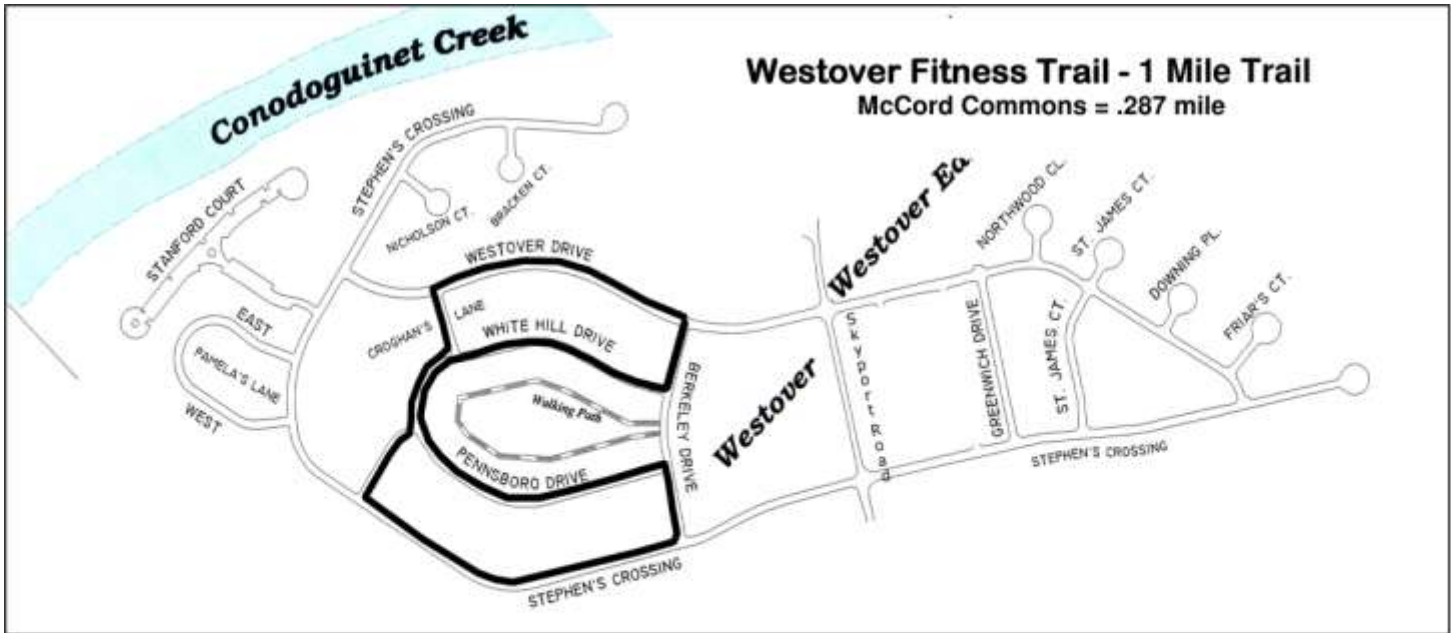 Conodoguinet Creek
Westover Fitness Trail - 1 Mile Trail
McCord Commons = .287 mile
STANFORD COURT
STEPHEN'S CROSSING
NICHOLSON CT.
BRACKEN CT.
WESTOVER DRIVE
Westover Ea
NORTHWOOD CL.
ST. JAMES CT.
DOWNING PL.
FRIAR'S CT.
EAST
PAMELA'S LANE
WEST
CROGHAN'S LANE
WHITE HILL DRIVE
Walking Path
PENNSBORO DRIVE
BERKELEY DRIVE
Westover
Skyport Road
GREENWICH DRIVE
ST. JAMES CT.
STEPHEN'S CROSSING
STEPHEN'S CROSSING